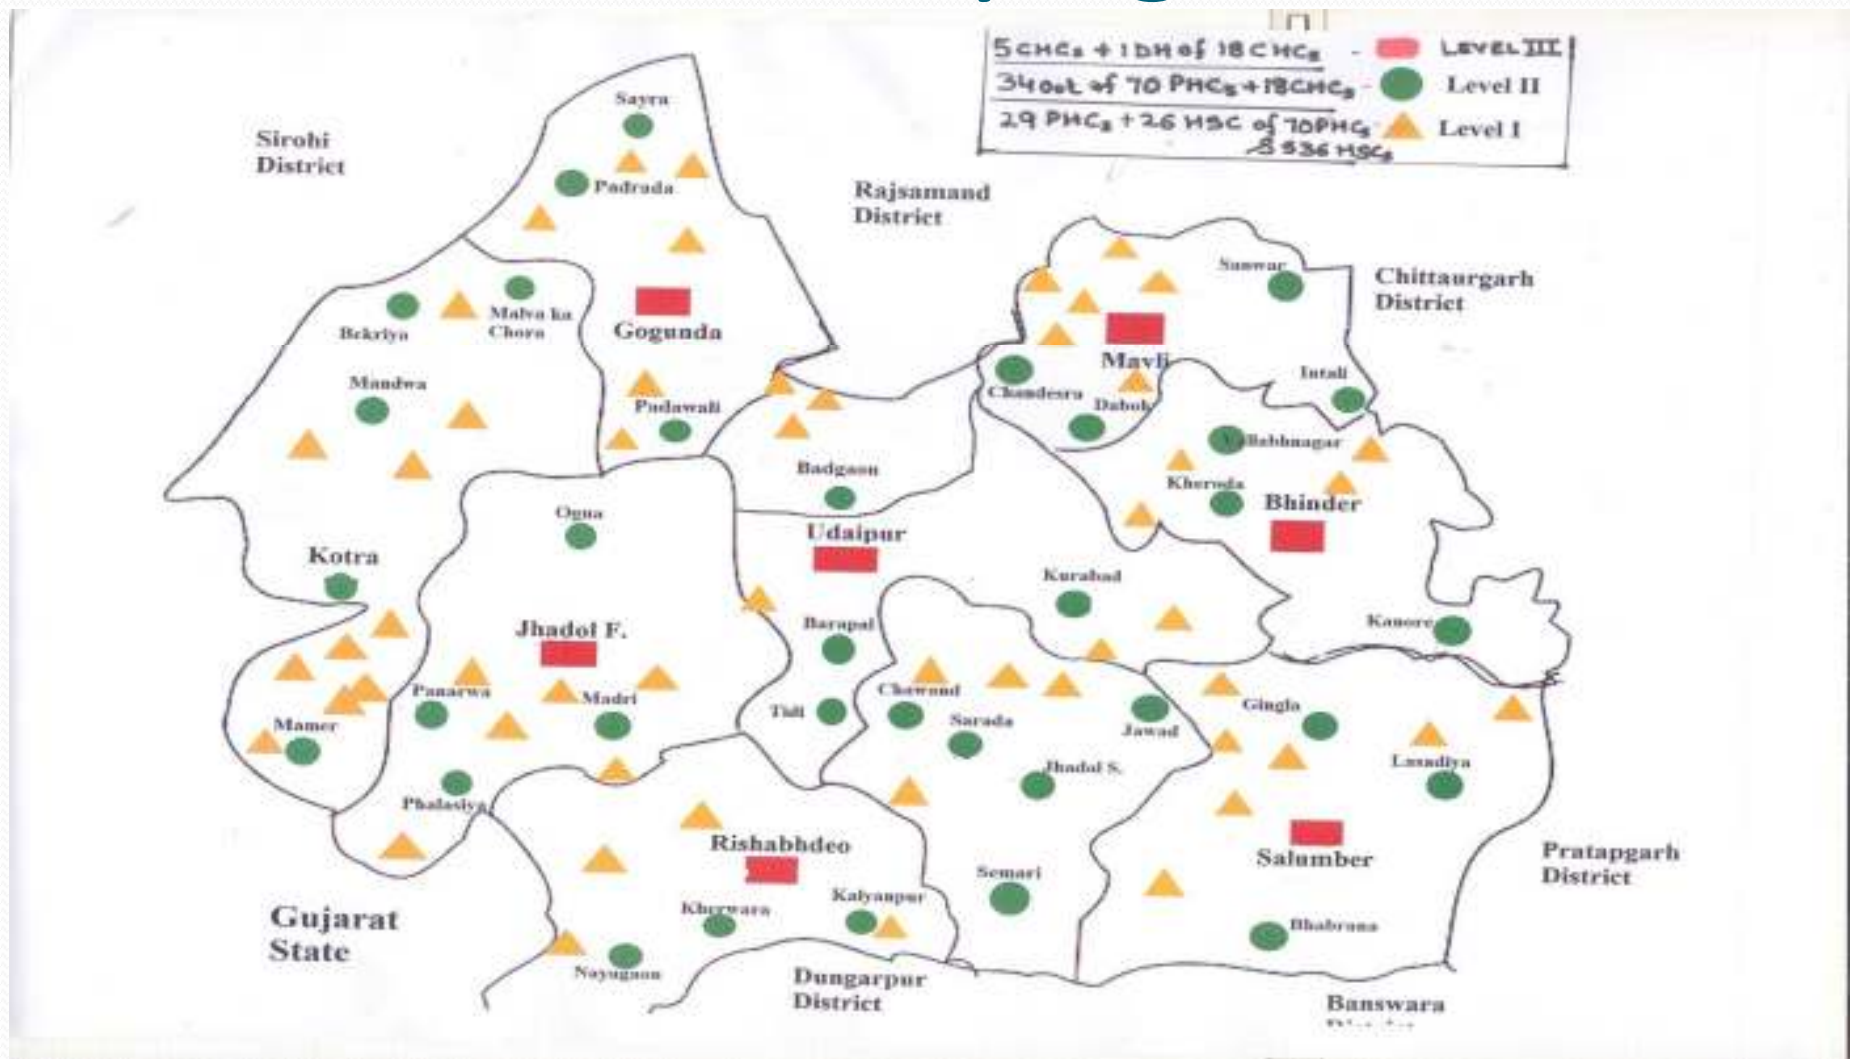 5 CHCs + 1 DH of 18 CHCs - LEVEL III
34 out of 70 PHCs + 18 CHCs - Level II
29 PHCs + 26 HSC of 70 PHCs Level I
& 536 HSCs
Sayra
Sirohi
District
Padrada
Rajsamand
District
Sanwar
Chittaurgarh
District
Malva ka
Chora
Bekriya
Gogunda
Mavli
Mandwa
Intali
Chandesra
Dabok
Padawali
Vallabhnagar
Badgaon
Kheroda
Bhinder
Ogna
Udaipur
Kotra
Kurabad
Barapal
Kanore
Jhadol F.
Panarwa
Madri
Chawand
Gingla
Tidi
Sarada
Jawad
Mamer
Lasadiya
Jhadol S.
Phalasiya
Rishabhdeo
Salumber
Pratapgarh
District
Semari
Kalyanpur
Kherwara
Gujarat
State
Bhabrana
Nayagaon
Dungarpur
District
Banswara